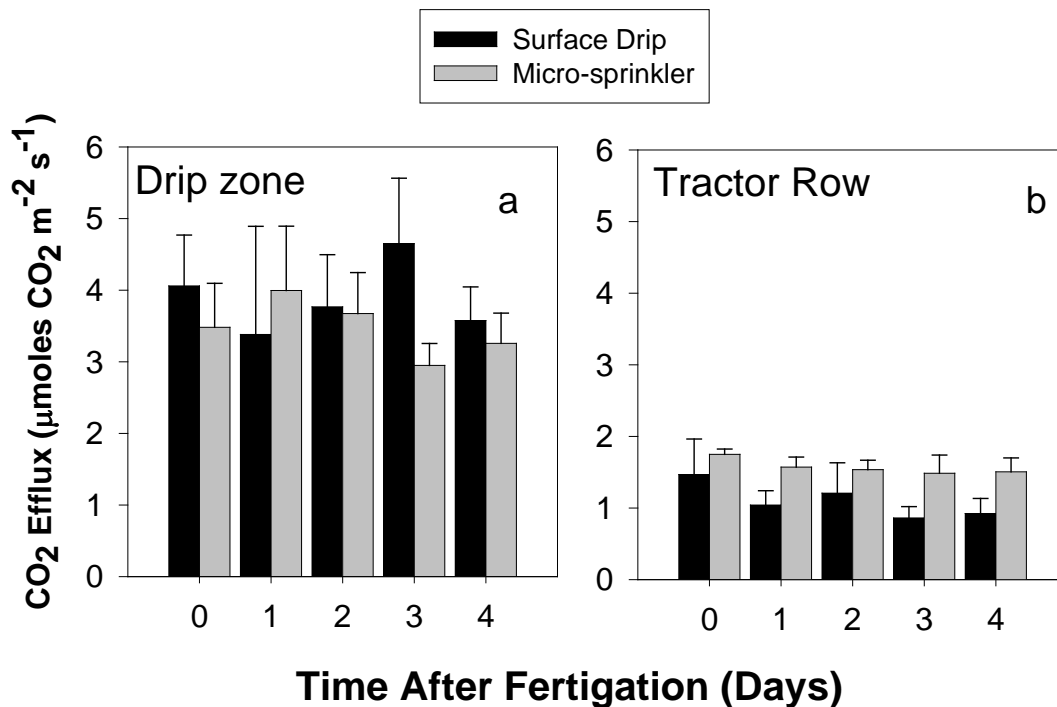 Surface Drip
Micro-sprinkler
CO2 Efflux (μmoles CO2 m-2 s-1)
6
5
4
3
2
1
0
Drip zone
a
0 1 2 3 4
6
5
4
3
2
1
0
Tractor Row
b
0 1 2 3 4
Time After Fertigation (Days)